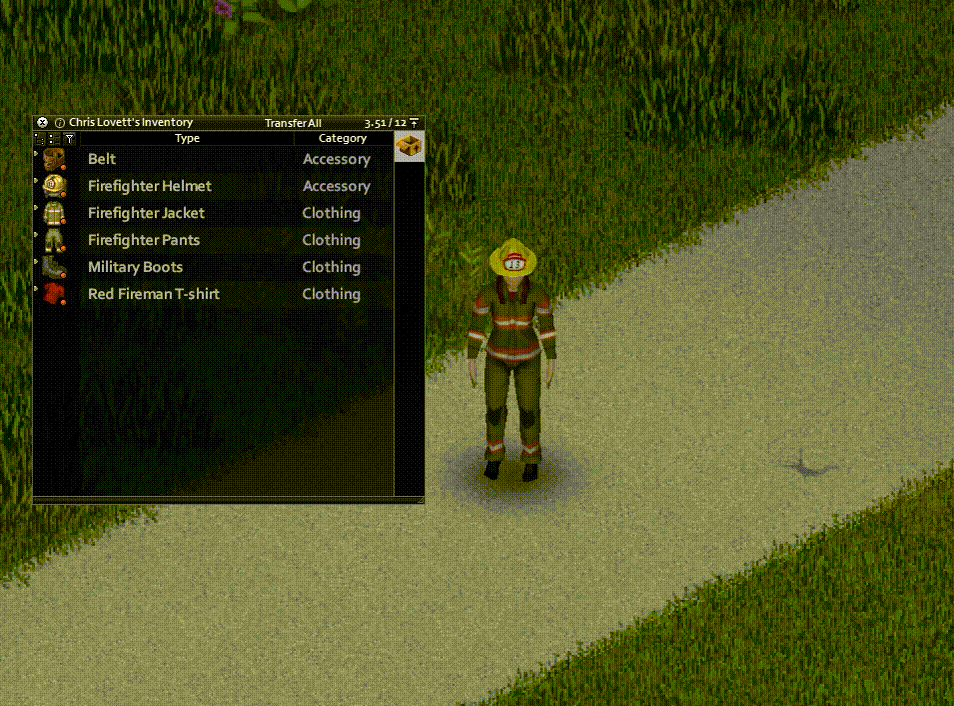 Chris Lovett's Inventory Transfer All 3.51 / 12
Type Category
Belt Accessory
Firefighter Helmet Accessory
Firefighter Jacket Clothing
Firefighter Pants Clothing
Military Boots Clothing
Red Fireman T-shirt Clothing
13